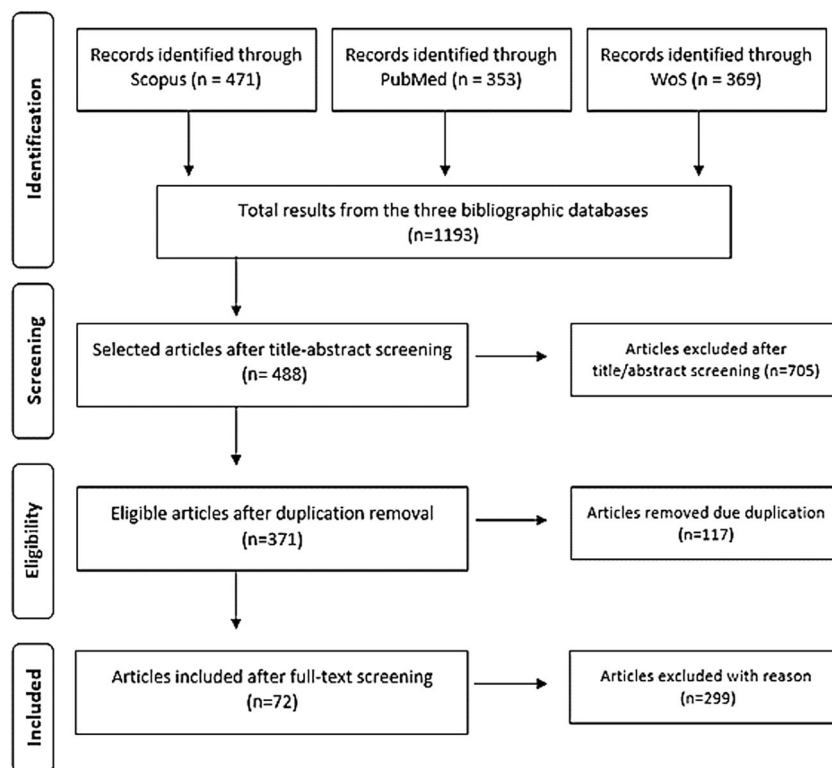 Identification
Records identified through
Scopus (n = 471)
Records identified through
PubMed (n = 353)
Records identified through
WoS (n = 369)
Total results from the three bibliographic databases
(n=1193)
Screening
Selected articles after title-abstract screening
(n= 488)
Articles excluded after
title/abstract screening (n=705)
Eligibility
Eligible articles after duplication removal
(n=371)
Articles removed due duplication
(n=117)
Included
Articles included after full-text screening
(n=72)
Articles excluded with reason
(n=299)